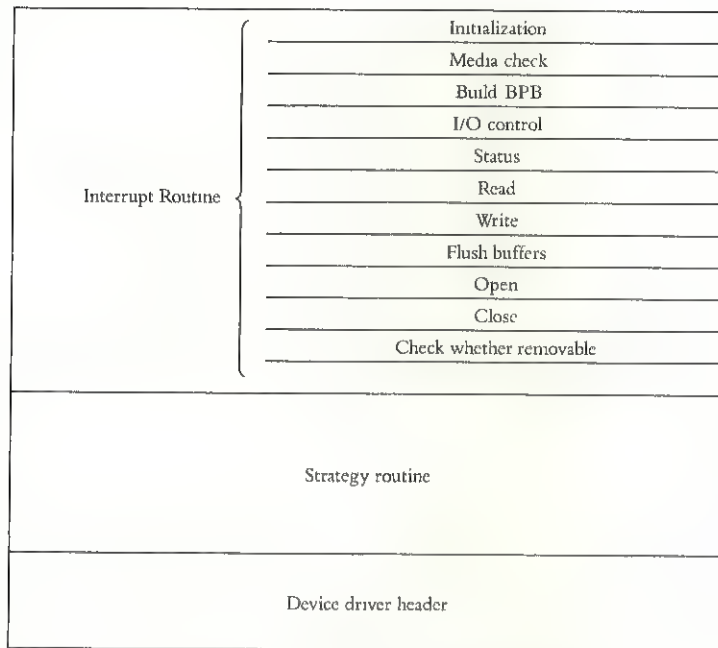 Initialization
Media check
Build BPB
I/O control
Status
Read
Interrupt Routine
Write
Flush buffers
Open
Close
Check whether removable
Strategy routine
Device driver header